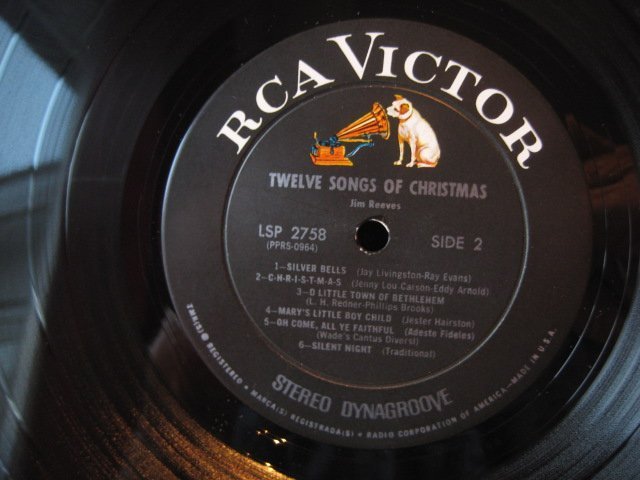 RCA VICTOR
TWELVE SONGS OF CHRISTMAS
Jim Reeves
LSP 2758
(PPRS-0964)
SIDE 2
1—SILVER BELLS (Jay Livingston-Ray Evans)
2—C-H-R-I-S-T-M-A-S (Jenny Lou Carson-Eddy Arnold)
3—O LITTLE TOWN OF BETHLEHEM
(L. H. Redner-Phillips Brooks)
4—MARY'S LITTLE BOY CHILD (Jester Hairston)
5—OH COME, ALL YE FAITHFUL (Adeste Fideles)
(Wade's Cantus Diversi)
6—SILENT NIGHT (Traditional)
STEREO DYNAGROOVE
TMK(S) ® REGISTERED • MARCA(S) REGISTRADA(S) • RADIO CORPORATION OF AMERICA—MADE IN U.S.A.